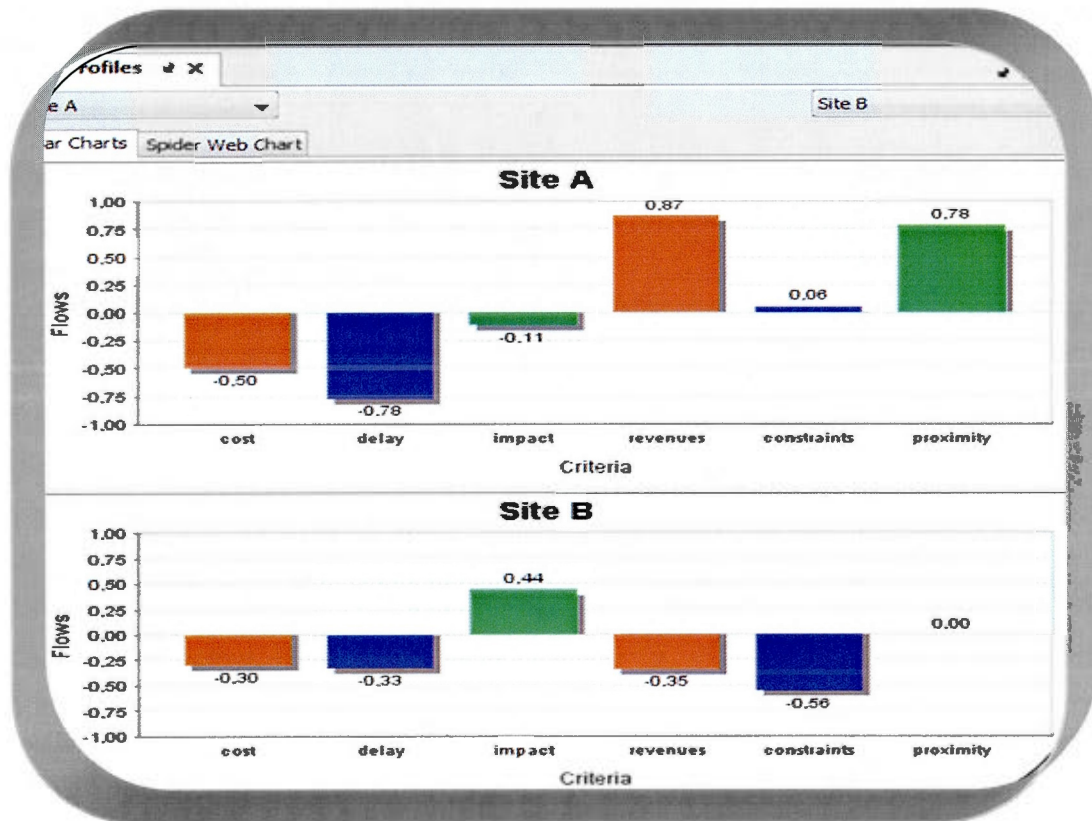 rofiles
e A Site B
ar Charts Spider Web Chart
Site A
1,00
0,75
0,50
0,25
0,00
-0,25
-0,50
-0,75
-1,00
Flows
-0,50
-0,78
-0,11
0,87
0,06
0,78
cost delay impact revenues constraints proximity
Criteria
Site B
1,00
0,75
0,50
0,25
0,00
-0,25
-0,50
-0,75
-1,00
Flows
-0,30
-0,33
0,44
-0,35
-0,56
0.00
cost delay impact revenues constraints proximity
Criteria